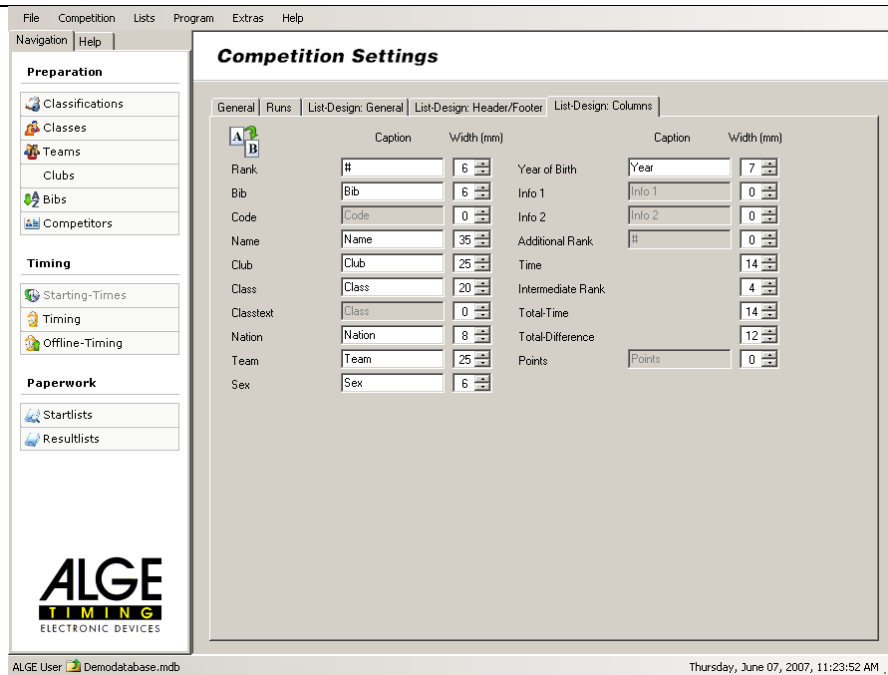 File Competition Lists Program Extras Help
Navigation Help
Competition Settings
Preparation
Classifications
Classes
Teams
Clubs
Bibs
Competitors
Timing
Starting-Times
Timing
Offline-Timing
Paperwork
Startlists
Resultlists
ALGE
TIMING
ELECTRONIC DEVICES
General Runs List-Design: General List-Design: Header/Footer List-Design: Columns
A B
Caption Width (mm) Caption Width (mm)
Rank # 6 Year of Birth Year 7
Bib Bib 6 Info 1 Info 1 0
Code Code 0 Info 2 Info 2 0
Name Name 35 Additional Rank # 0
Club Club 25 Time 14
Class Class 20 Intermediate Rank 4
Classtext Class 0 Total-Time 14
Nation Nation 8 Total-Difference 12
Team Team 25 Points Points 0
Sex Sex 6
ALGE User Demodatabase.mdb Thursday, June 07, 2007, 11:23:52 AM